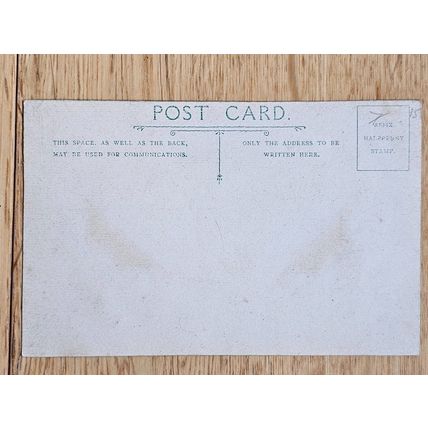 POST CARD.
THIS SPACE, AS WELL AS THE BACK,
MAY BE USED FOR COMMUNICATIONS.
ONLY THE ADDRESS TO BE
WRITTEN HERE.
AFFIX
HALFPENNY
STAMP.